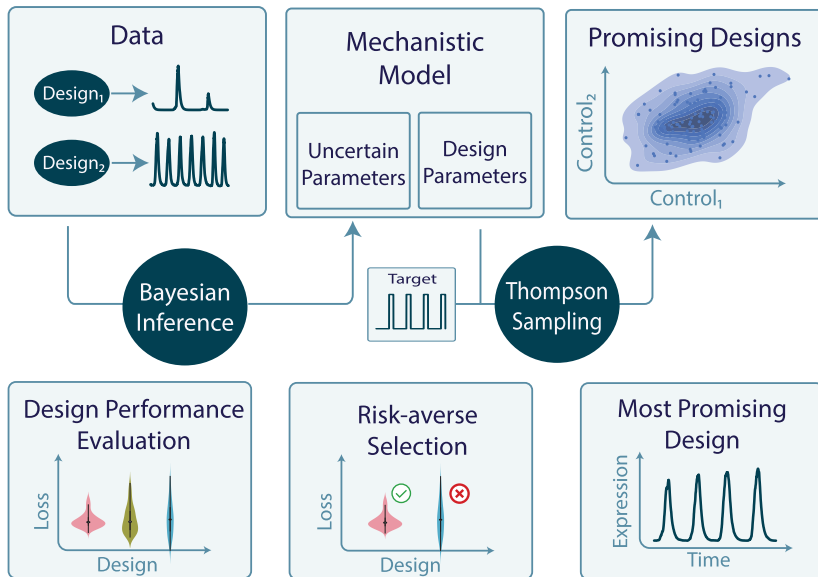 Data
Design₁
Design₂
Mechanistic
Model
Uncertain
Parameters
Design
Parameters
Promising Designs
Control₂
Control₁
Bayesian
Inference
Target
Thompson
Sampling
Design Performance
Evaluation
Loss
Design
Risk-averse
Selection
Loss
Design
Most Promising
Design
Expression
Time